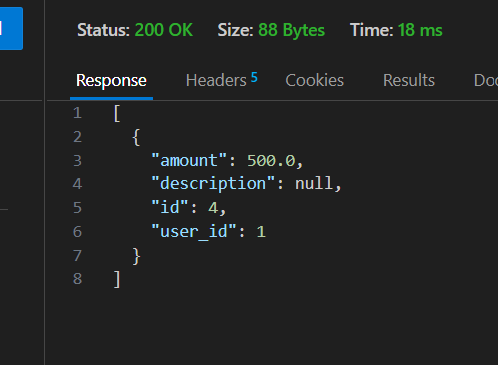 Status: 200 OK Size: 88 Bytes Time: 18 ms
Response Headers 5 Cookies Results
1 [
2 {
3 "amount": 500.0,
4 "description": null,
5 "id": 4,
6 "user_id": 1
7 }
8 ]